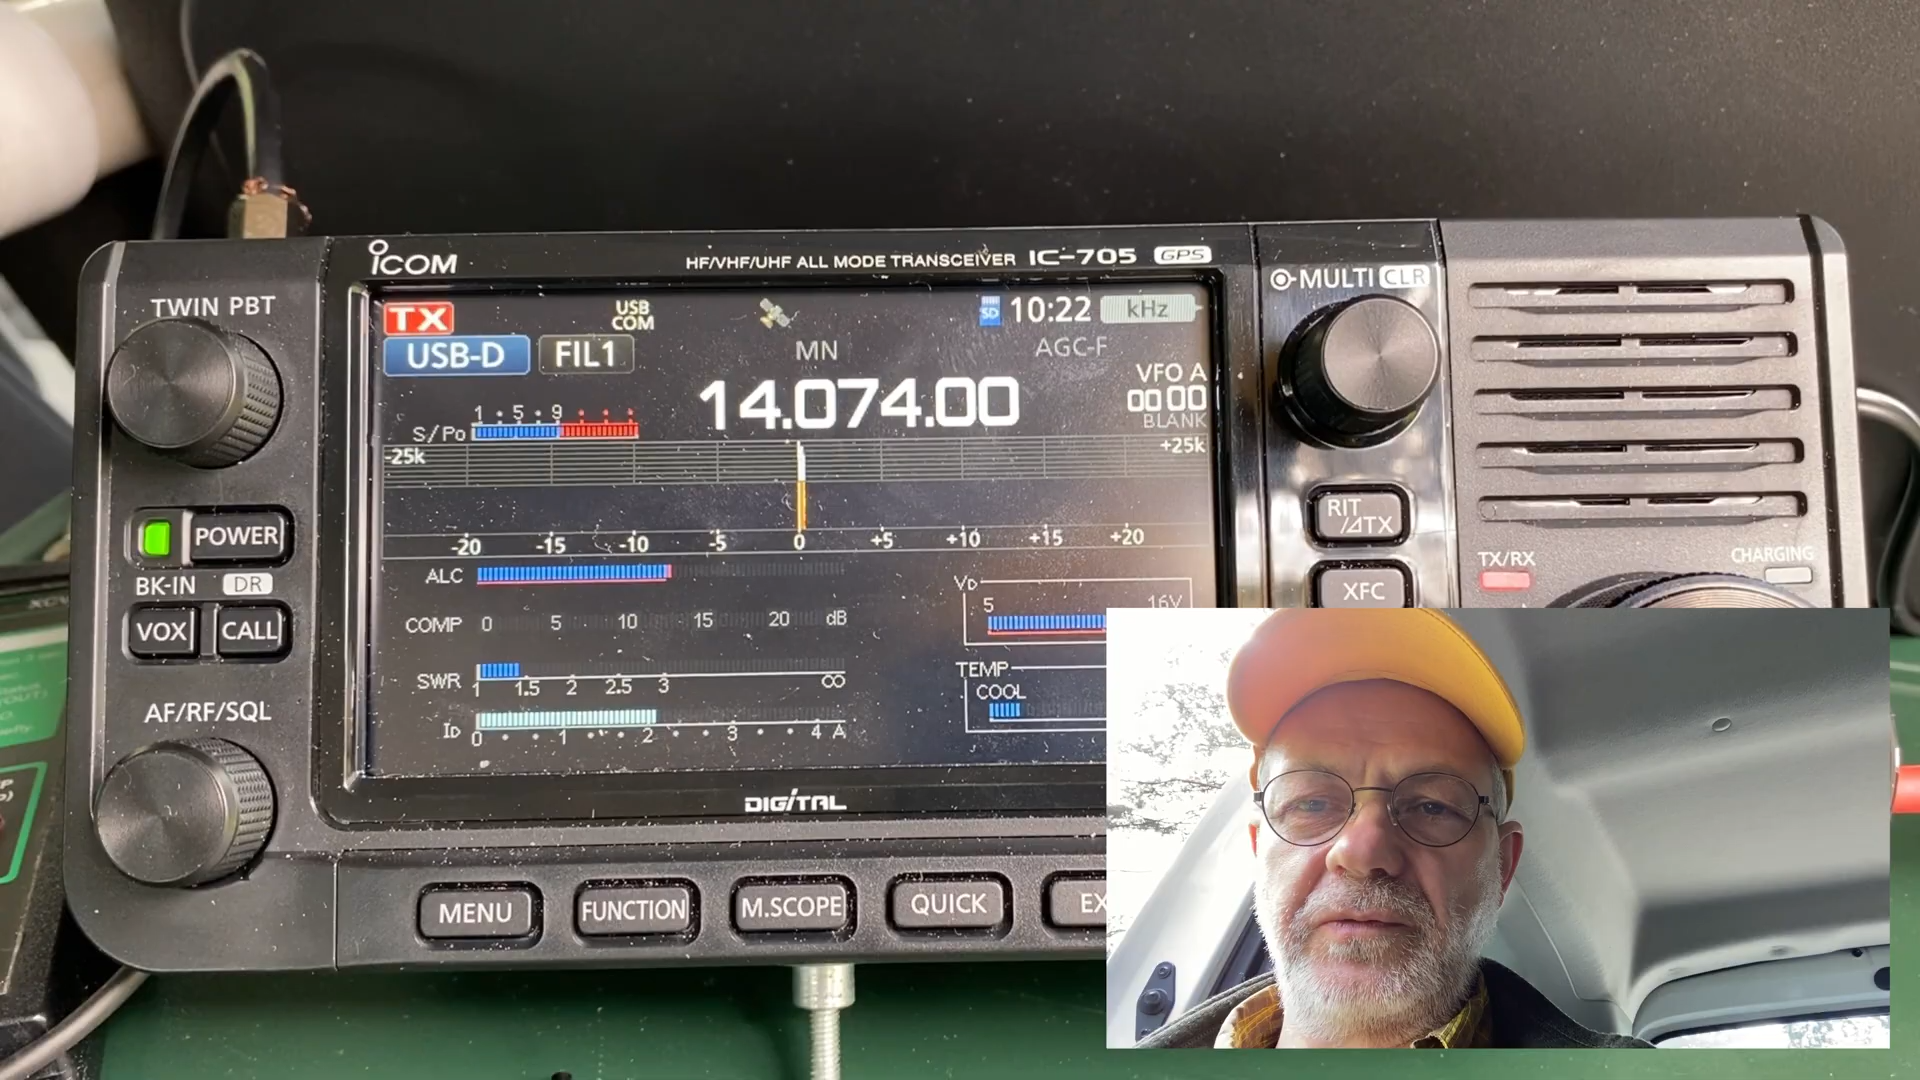 ICOM
HF/VHF/UHF ALL MODE TRANSCEIVER IC-705 GPS
MULTI CLR
TWIN PBT
TX
USB
COM
SD
10:22
kHz
USB-D
FIL1
MN
AGC-F
14.074.00
VFO A
00 00
BLANK
1 5 9
S/Po
-25k
+25k
-20 -15 -10 -5 0 +5 +10 +15 +20
ALC
COMP 0 5 10 15 20 dB
SWR 1 1.5 2 2.5 3 ∞
ID 0 1 2 3 4 A
VD
5 16V
TEMP
COOL
POWER
BK-IN DR
VOX CALL
AF/RF/SQL
RIT
/⊿TX
XFC
TX/RX
CHARGING
DIGITAL
MENU FUNCTION M.SCOPE QUICK EX